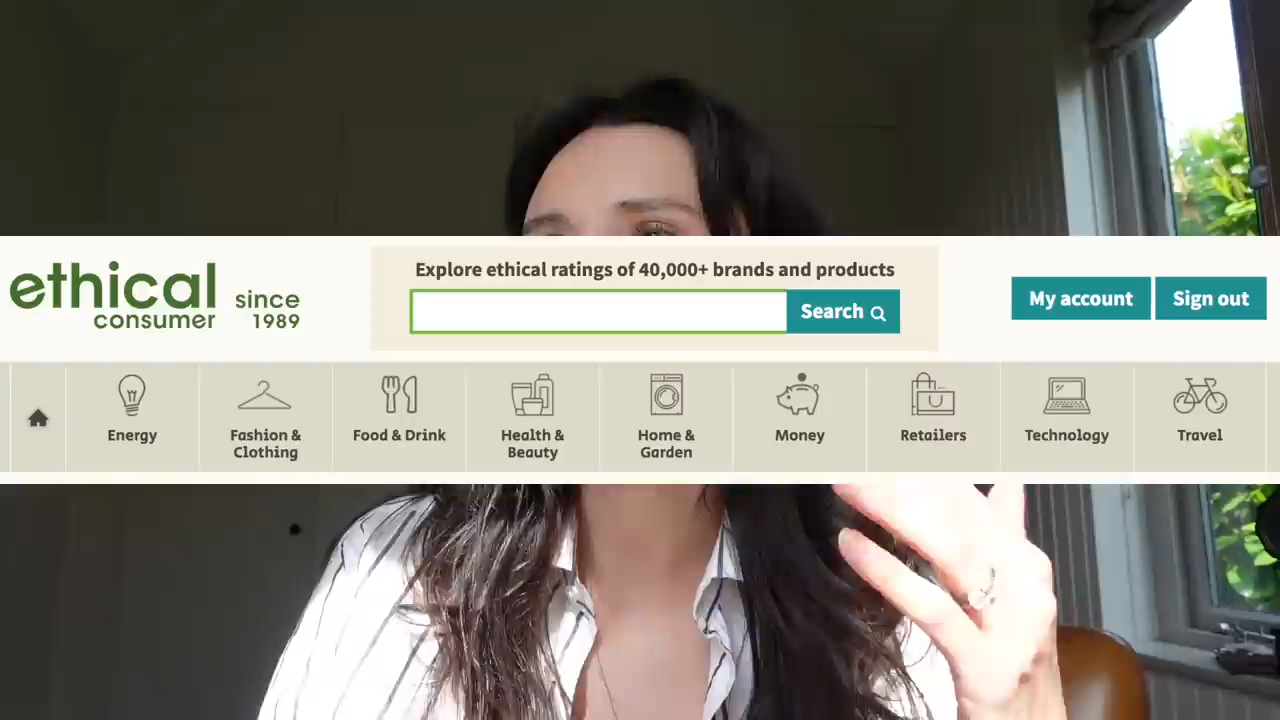 ethical
consumer
since
1989
Explore ethical ratings of 40,000+ brands and products
Search
My account
Sign out
Energy
Fashion &
Clothing
Food & Drink
Health &
Beauty
Home &
Garden
Money
Retailers
Technology
Travel